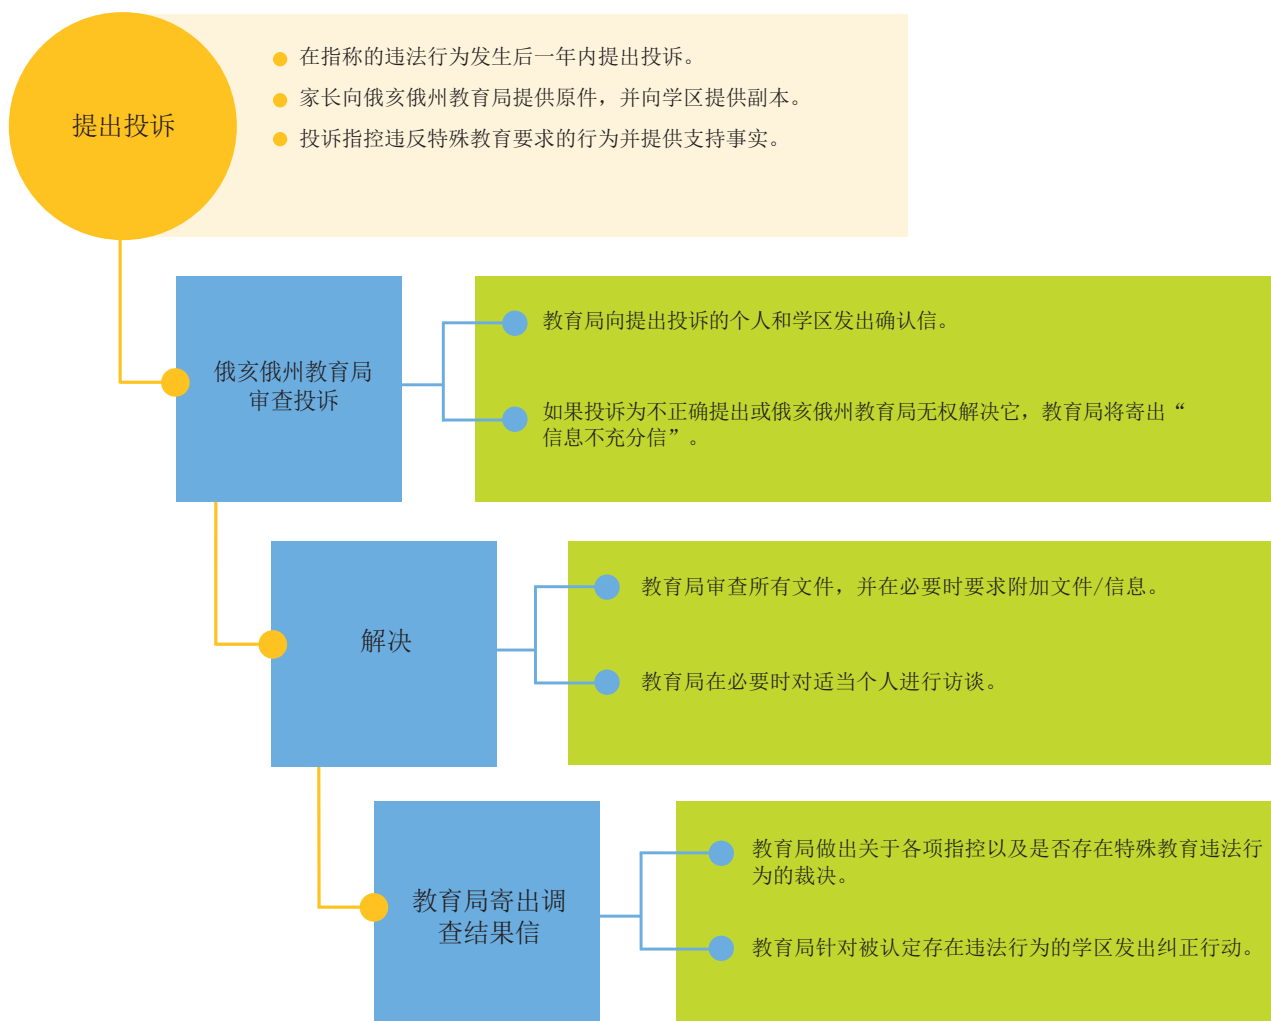 提出投诉
在指称的违法行为发生后一年内提出投诉。
家长向俄亥俄州教育局提供原件，并向学区提供副本。
投诉指控违反特殊教育要求的行为并提供支持事实。
俄亥俄州教育局
审查投诉
教育局向提出投诉的个人和学区发出确认信。
如果投诉为不正确提出或俄亥俄州教育局无权解决它，教育局将寄出“
信息不充分信”。
解决
教育局审查所有文件，并在必要时要求附加文件/信息。
教育局在必要时对适当个人进行访谈。
教育局寄出调
查结果信
教育局做出关于各项指控以及是否存在特殊教育违法行
为的裁决。
教育局针对被认定存在违法行为的学区发出纠正行动。